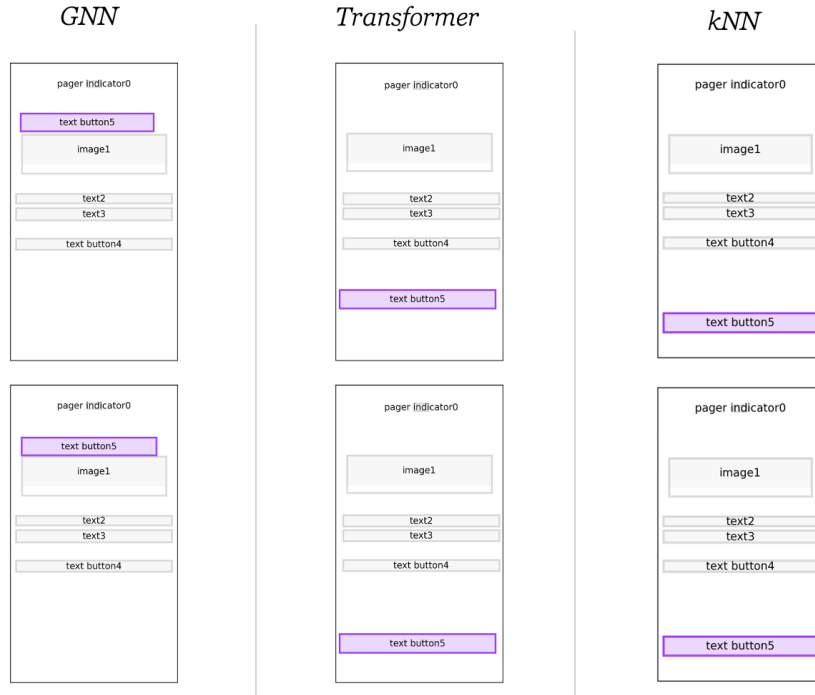 GNN
Transformer
kNN
pager indicator0
text button5
image1
text2
text3
text button4
pager indicator0
image1
text2
text3
text button4
text button5
pager indicator0
image1
text2
text3
text button4
text button5
pager indicator0
text button5
image1
text2
text3
text button4
pager indicator0
image1
text2
text3
text button4
text button5
pager indicator0
image1
text2
text3
text button4
text button5